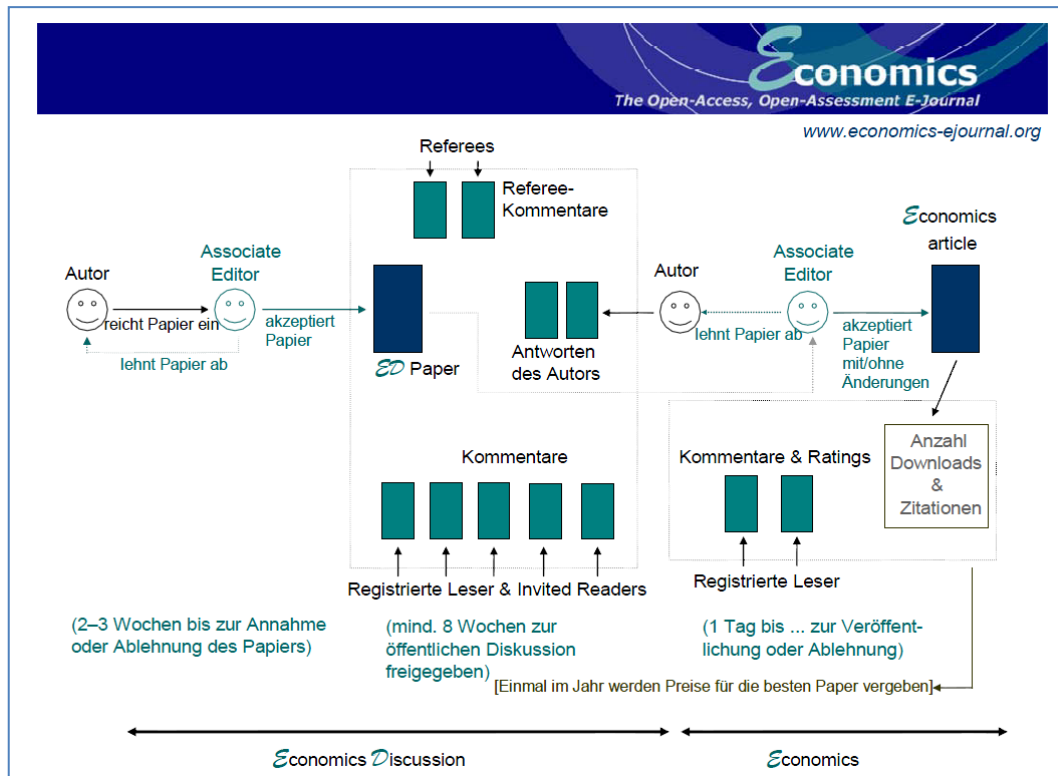 Economics
The Open-Access, Open-Assessment E-Journal
www.economics-ejournal.org
Referees
Referee-
Kommentare
Autor
Associate
Editor
reicht Papier ein
lehnt Papier ab
akzeptiert
Papier
ED Paper
Antworten
des Autors
Autor
Associate
Editor
lehnt Papier ab
akzeptiert
Papier
mit/ohne
Änderungen
Economics
article
Kommentare
Registrierte Leser & Invited Readers
Kommentare & Ratings
Registrierte Leser
Anzahl
Downloads
&
Zitationen
(2–3 Wochen bis zur Annahme
oder Ablehnung des Papiers)
(mind. 8 Wochen zur
öffentlichen Diskussion
freigegeben)
(1 Tag bis ... zur Veröffent-
lichung oder Ablehnung)
[Einmal im Jahr werden Preise für die besten Paper vergeben]
Economics Discussion
Economics